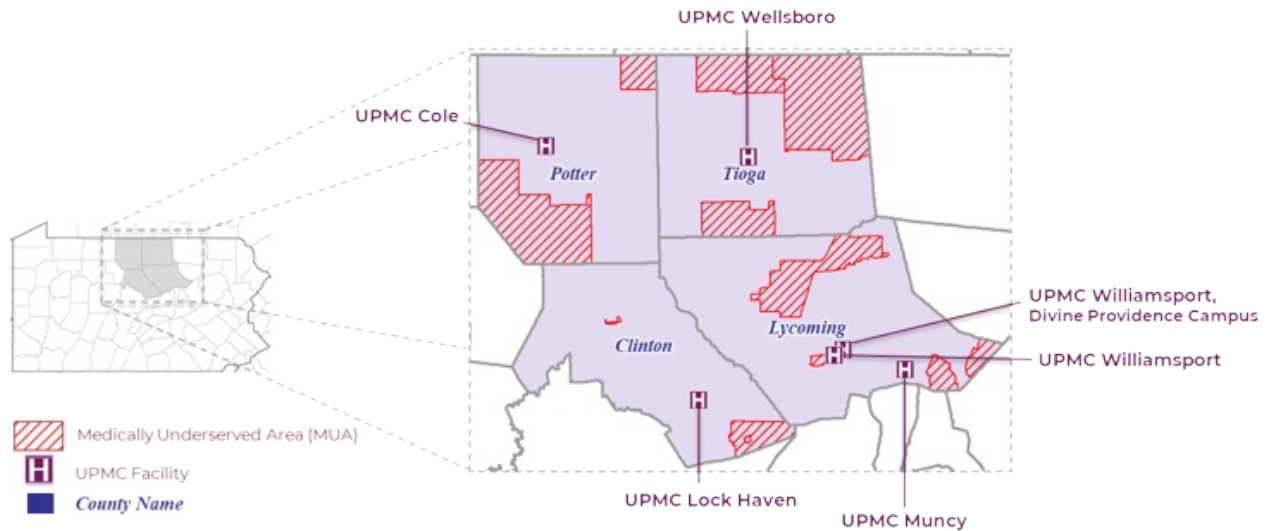 UPMC Wellsboro
UPMC Cole
H
H
Potter
Tioga
UPMC Williamsport,
Divine Providence Campus
Lycoming
Clinton
H
H
UPMC Williamsport
H
H
Medically Underserved Area (MUA)
H
UPMC Facility
County Name
UPMC Lock Haven
UPMC Muncy